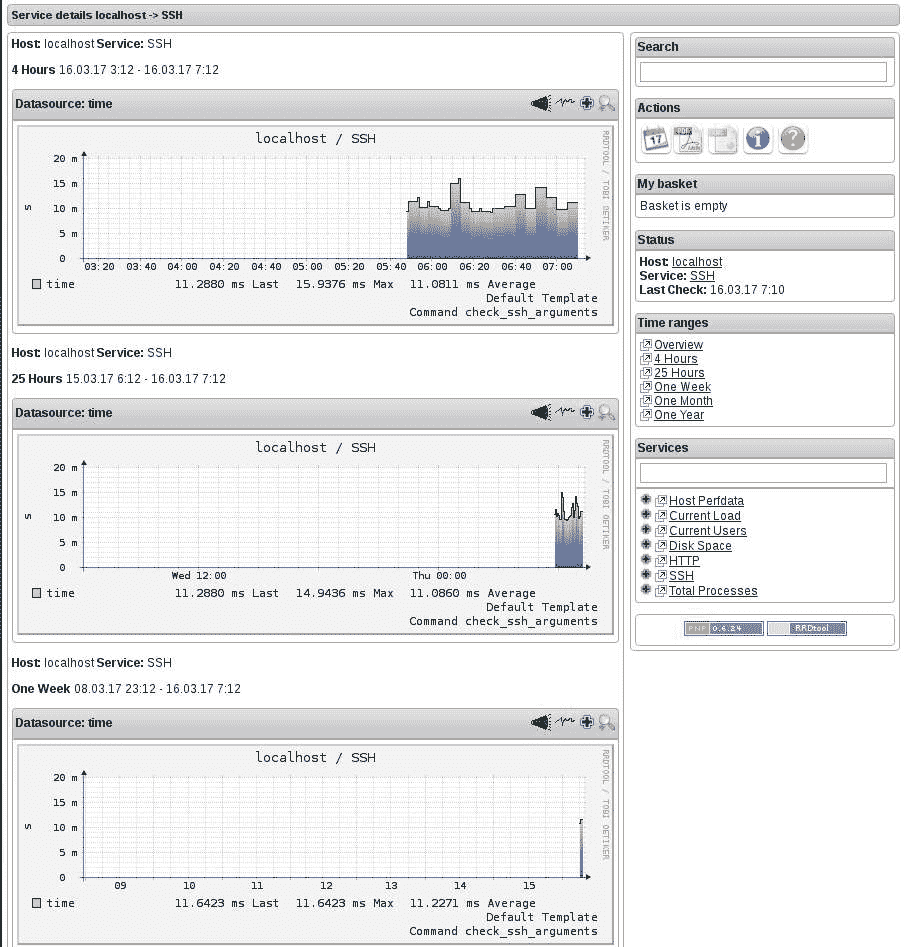 Service details localhost -> SSH
Host: localhost Service: SSH
4 Hours 16.03.17 3:12 - 16.03.17 7:12
Datasource: time
localhost / SSH
RRDTOOL / TOBI OETIKER
20 m
15 m
10 m
5 m
0
s
03:20 03:40 04:00 04:20 04:40 05:00 05:20 05:40 06:00 06:20 06:40 07:00
time 11.2880 ms Last 15.9376 ms Max 11.0811 ms Average
Default Template
Command check_ssh_arguments
Host: localhost Service: SSH
25 Hours 15.03.17 6:12 - 16.03.17 7:12
Datasource: time
localhost / SSH
RRDTOOL / TOBI OETIKER
20 m
15 m
10 m
5 m
0
s
Wed 12:00 Thu 00:00
time 11.2880 ms Last 14.9436 ms Max 11.0860 ms Average
Default Template
Command check_ssh_arguments
Host: localhost Service: SSH
One Week 08.03.17 23:12 - 16.03.17 7:12
Datasource: time
localhost / SSH
RRDTOOL / TOBI OETIKER
20 m
15 m
10 m
5 m
0
s
09 10 11 12 13 14 15
time 11.6423 ms Last 11.6423 ms Max 11.2271 ms Average
Default Template
Command check_ssh_arguments
Search
Actions
17
PDF
i
?
My basket
Basket is empty
Status
Host: localhost
Service: SSH
Last Check: 16.03.17 7:10
Time ranges
Overview
4 Hours
25 Hours
One Week
One Month
One Year
Services
Host Perfdata
Current Load
Current Users
Disk Space
HTTP
SSH
Total Processes
PNP 0.6.24 RRDtool